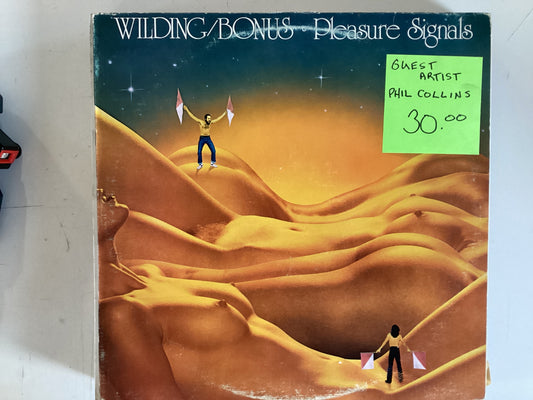 WILDING/BONUS • Pleasure Signals
GUEST
ARTIST
PHIL COLLINS
30.00